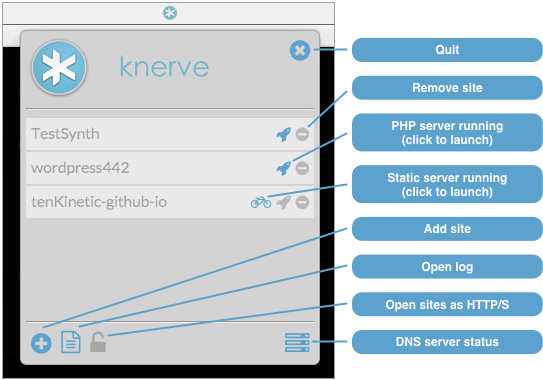 knerve
Quit
Remove site
TestSynth
PHP server running
(click to launch)
wordpress442
Static server running
(click to launch)
tenKinetic-github-io
Add site
Open log
Open sites as HTTP/S
DNS server status